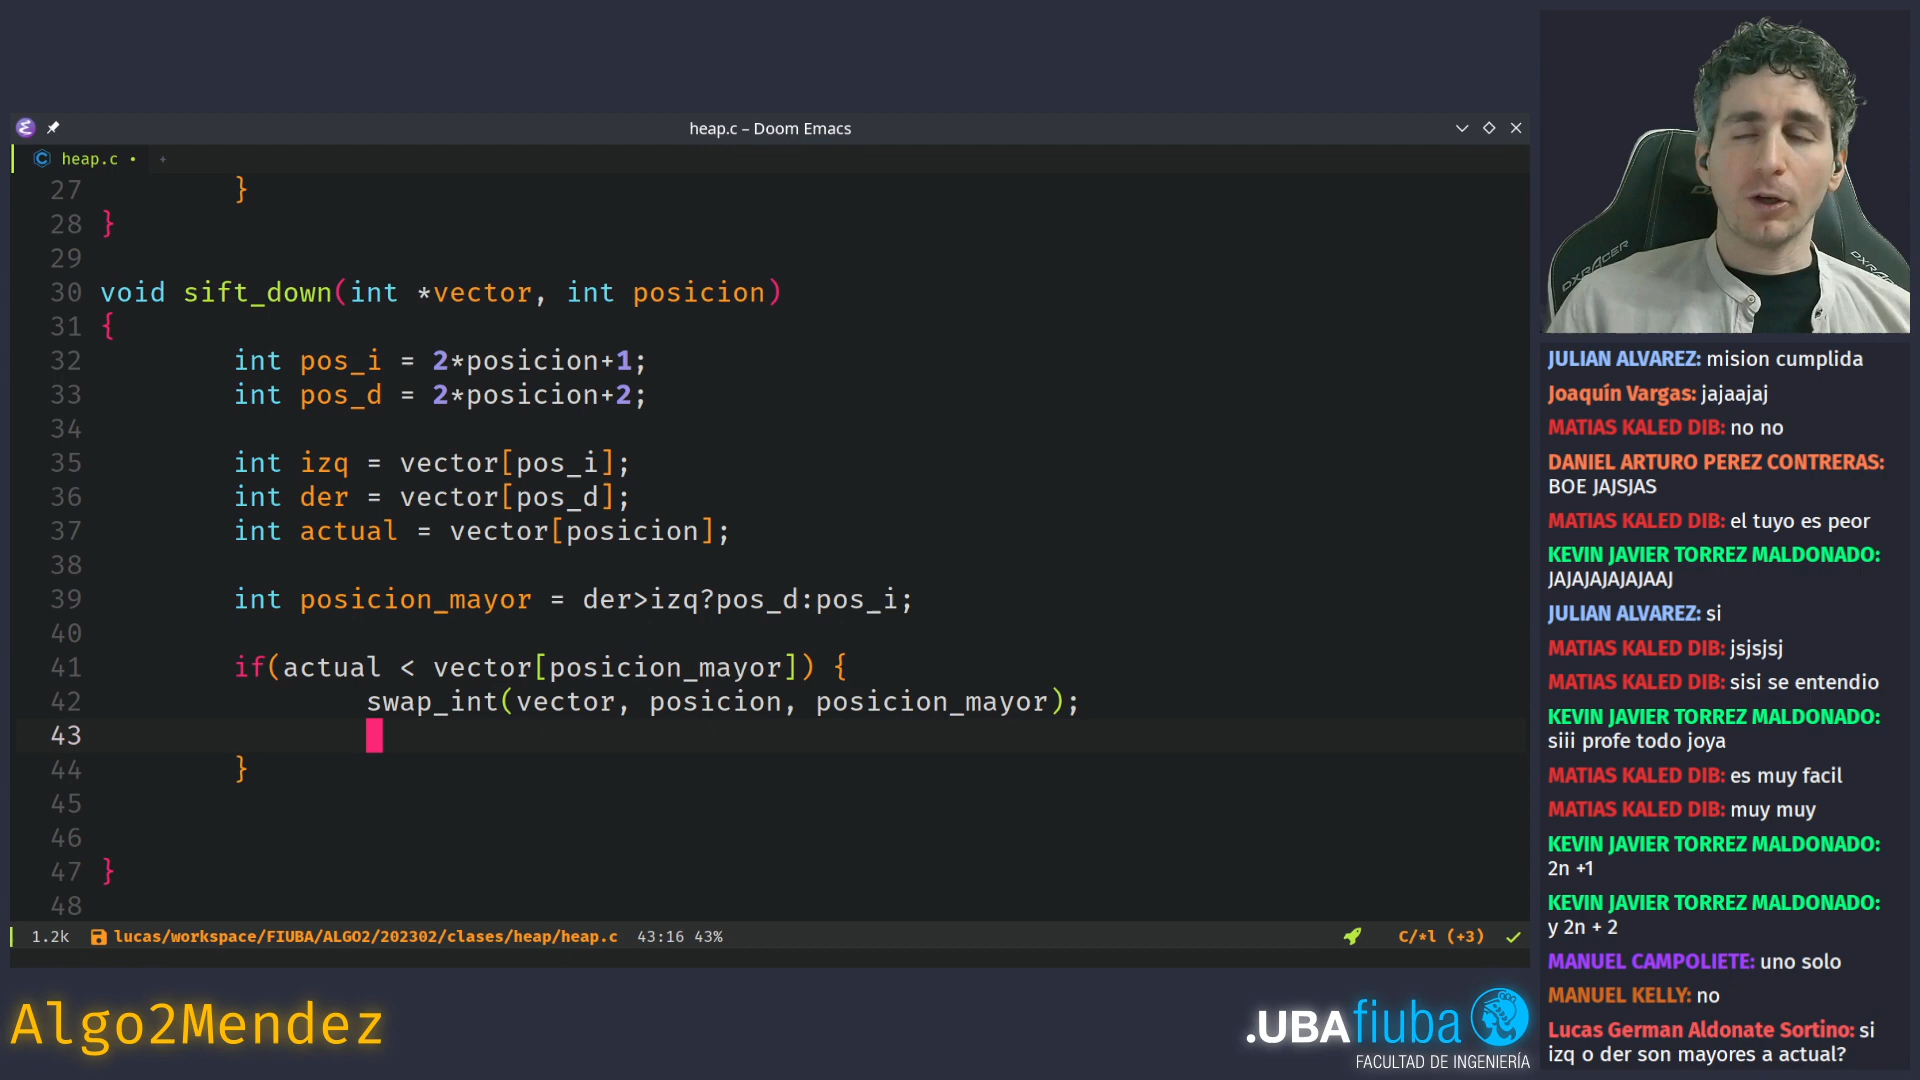 heap.c – Doom Emacs
heap.c • +
27 }
28 }
29
30 void sift_down(int *vector, int posicion)
31 {
32 int pos_i = 2*posicion+1;
33 int pos_d = 2*posicion+2;
34
35 int izq = vector[pos_i];
36 int der = vector[pos_d];
37 int actual = vector[posicion];
38
39 int posicion_mayor = der>izq?pos_d:pos_i;
40
41 if(actual < vector[posicion_mayor]) {
42 swap_int(vector, posicion, posicion_mayor);
43
44 }
45
46
47 }
48
1.2k lucas/workspace/FIUBA/ALGO2/202302/clases/heap/heap.c 43:16 43% C/*l (+3)
Algo2Mendez
.UBAfiuba
FACULTAD DE INGENIERÍA
DXRACER
DXRACER
JULIAN ALVAREZ: mision cumplida
Joaquín Vargas: jajaajaj
MATIAS KALED DIB: no no
DANIEL ARTURO PEREZ CONTRERAS:
BOE JAJSJAS
MATIAS KALED DIB: el tuyo es peor
KEVIN JAVIER TORREZ MALDONADO:
JAJAJAJAJAJAAJ
JULIAN ALVAREZ: si
MATIAS KALED DIB: jsjsjsj
MATIAS KALED DIB: sisi se entendio
KEVIN JAVIER TORREZ MALDONADO:
siii profe todo joya
MATIAS KALED DIB: es muy facil
MATIAS KALED DIB: muy muy
KEVIN JAVIER TORREZ MALDONADO:
2n +1
KEVIN JAVIER TORREZ MALDONADO:
y 2n + 2
MANUEL CAMPOLIETE: uno solo
MANUEL KELLY: no
Lucas German Aldonate Sortino: si
izq o der son mayores a actual?